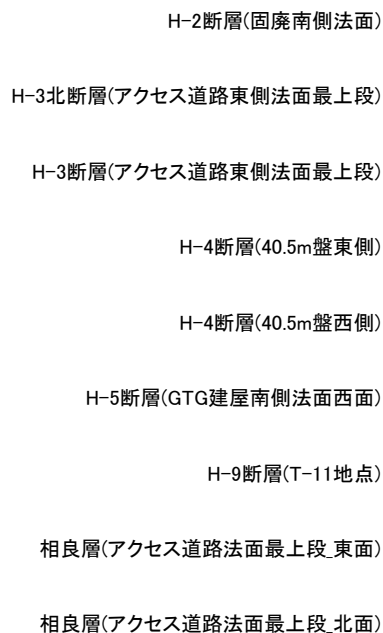 H-2断層(固廃南側法面)
H-3北断層(アクセス道路東側法面最上段)
H-3断層(アクセス道路東側法面最上段)
H-4断層(40.5m盤東側)
H-4断層(40.5m盤西側)
H-5断層(GTG建屋南側法面西面)
H-9断層(T-11地点)
相良層(アクセス道路法面最上段_東面)
相良層(アクセス道路法面最上段_北面)